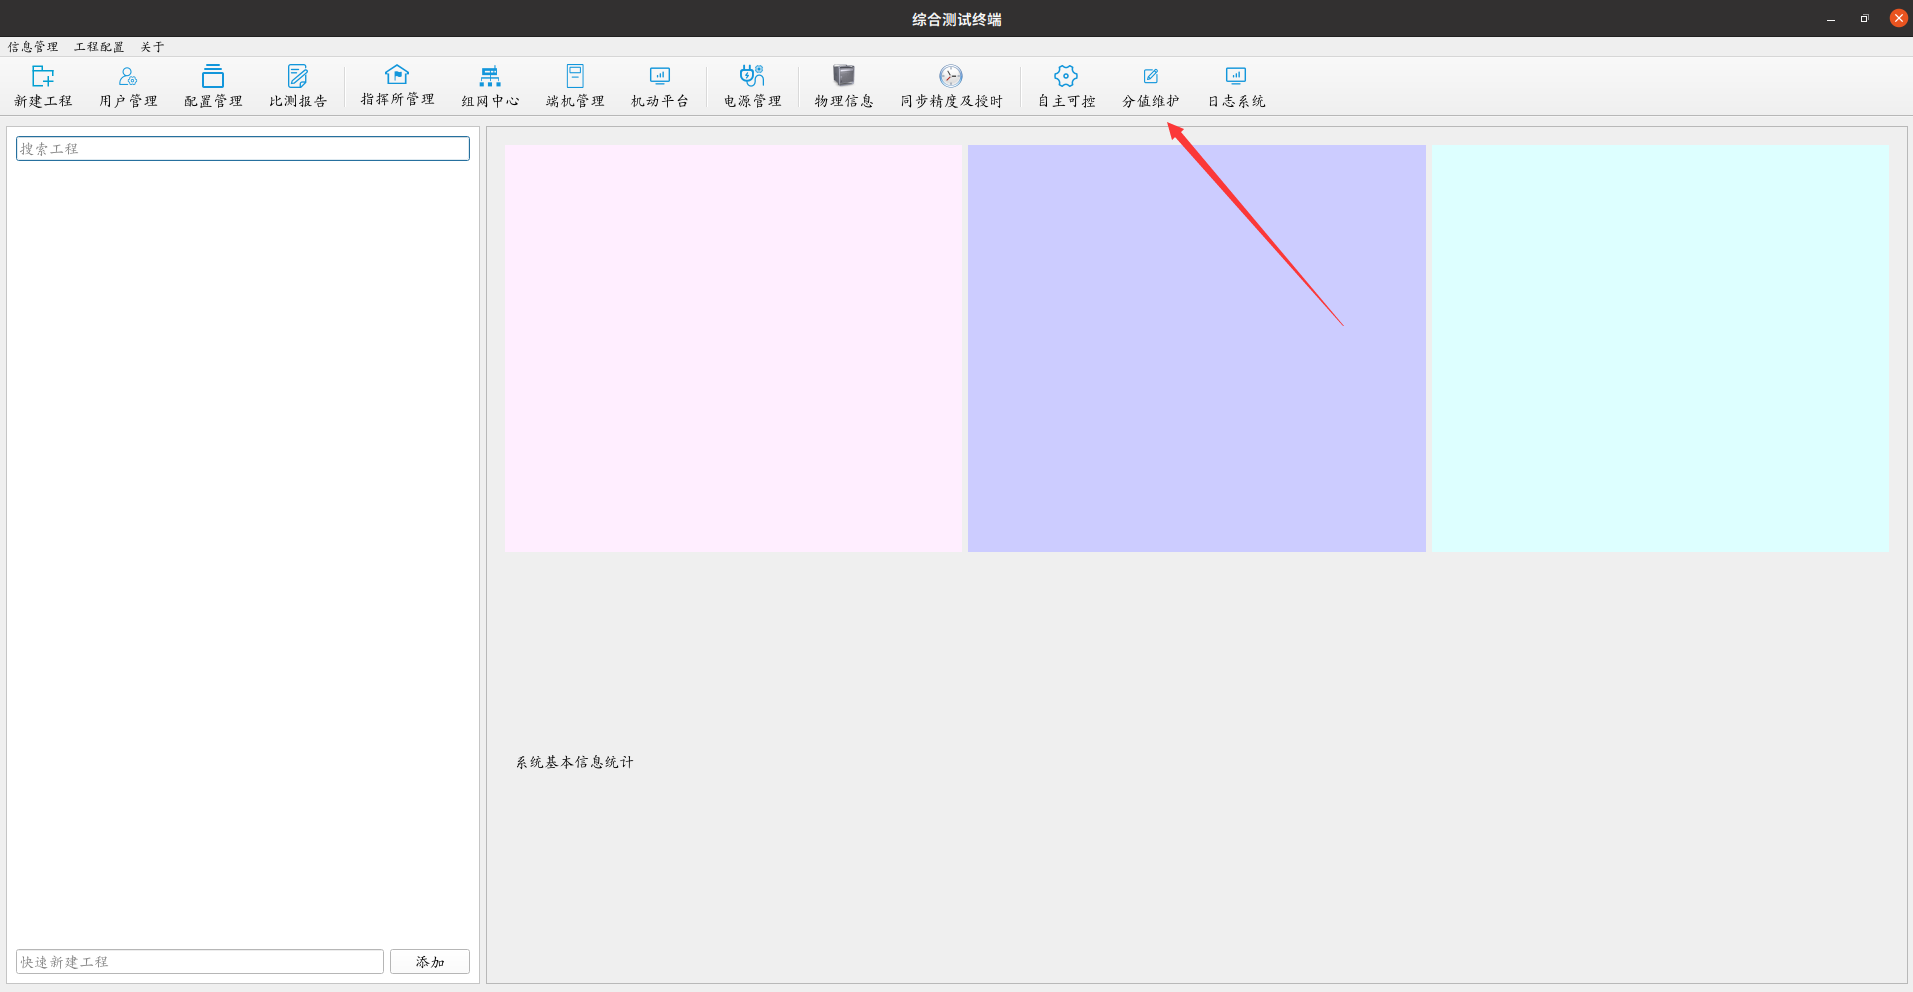 综合测试终端
信息管理 工程配置 关于
新建工程 用户管理 配置管理 比测报告 指挥所管理 组网中心 端机管理 机动平台 电源管理 物理信息 同步精度及授时 自主可控 分值维护 日志系统
搜索工程
系统基本信息统计
快速新建工程 添加